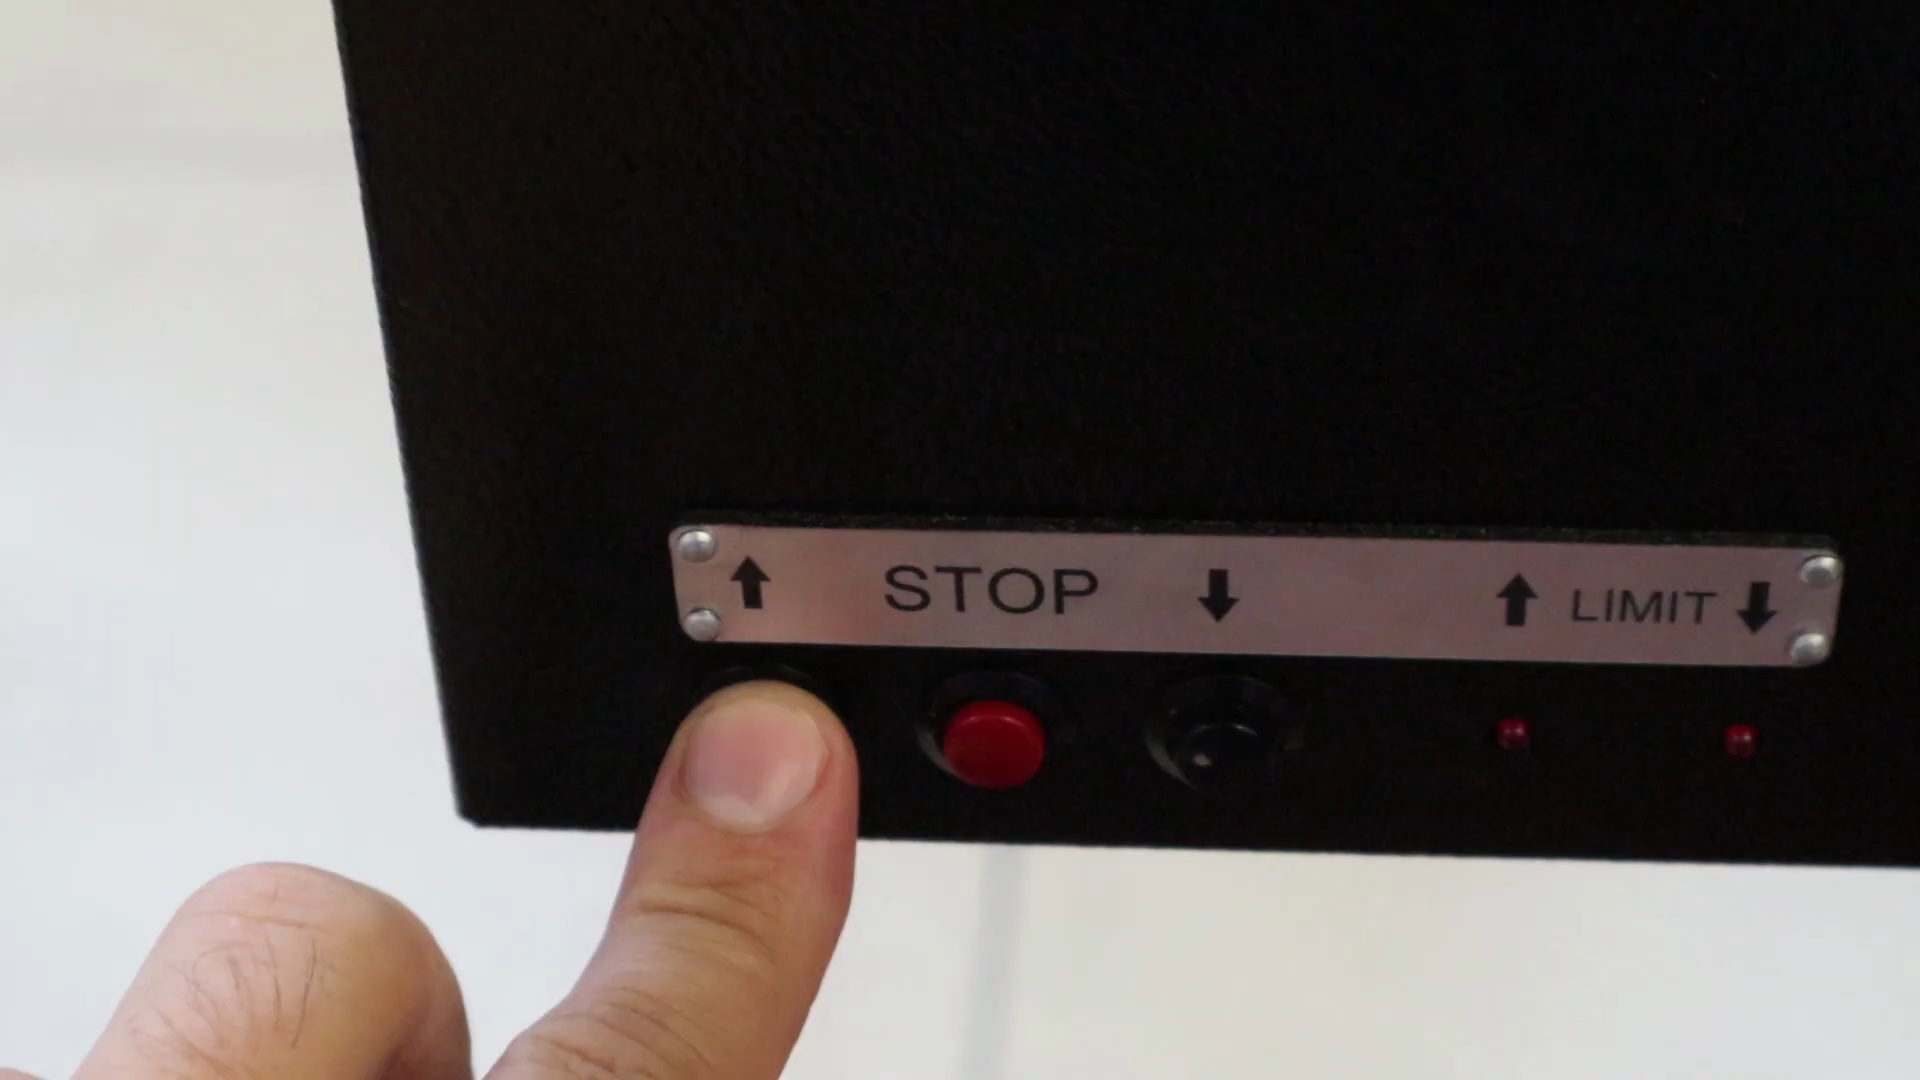 ⬆ STOP ⬇ ⬆ LIMIT ⬇